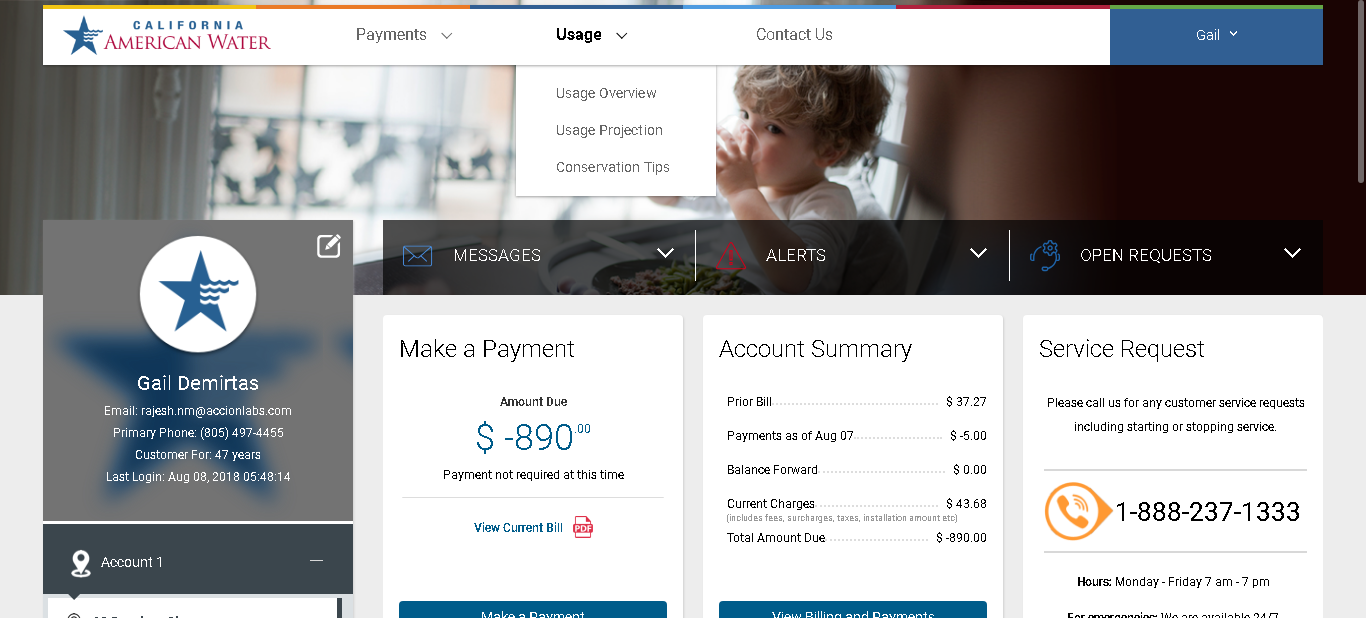 CALIFORNIA
AMERICAN WATER
Payments
Usage
Contact Us
Gail
Usage Overview
Usage Projection
Conservation Tips
MESSAGES
ALERTS
OPEN REQUESTS
Gail Demirtas
Email: rajesh.nm@accionlabs.com
Primary Phone: (805) 497-4455
Customer For: 47 years
Last Login: Aug 08, 2018 05:48:14
Account 1
Make a Payment
Amount Due
$ -890.00
Payment not required at this time
View Current Bill PDF
Make a Payment
Account Summary
Prior Bill $ 37.27
Payments as of Aug 07 $ -5.00
Balance Forward $ 0.00
Current Charges $ 43.68
(includes fees, surcharges, taxes, installation amount etc)
Total Amount Due $ -890.00
View Billing and Payments
Service Request
Please call us for any customer service requests
including starting or stopping service.
1-888-237-1333
Hours: Monday - Friday 7 am - 7 pm
For emergencies: We are available 24/7